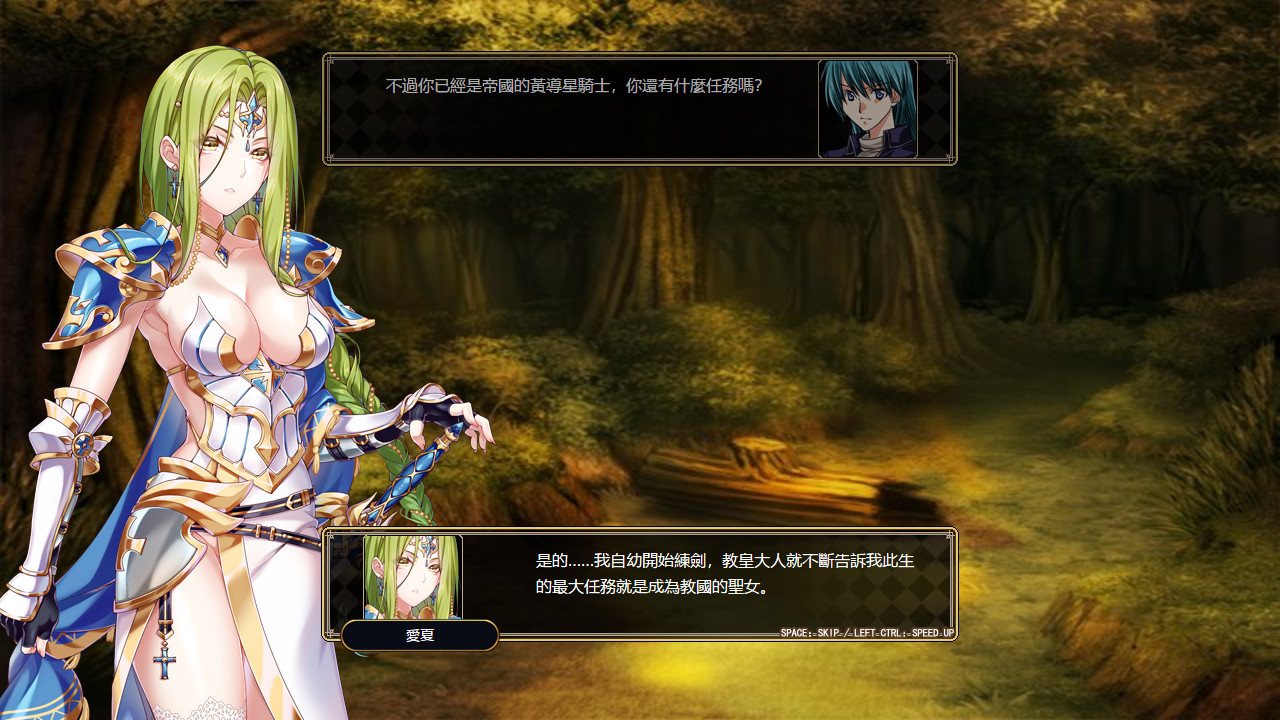 不過你已經是帝國的黃導星騎士，你還有什麼任務嗎？
是的……我自幼開始練劍，教皇大人就不斷告訴我此生
的最大任務就是成為教國的聖女。
SPACE:=SKIP／LEFT=CTRL:=SPEED UP
愛夏